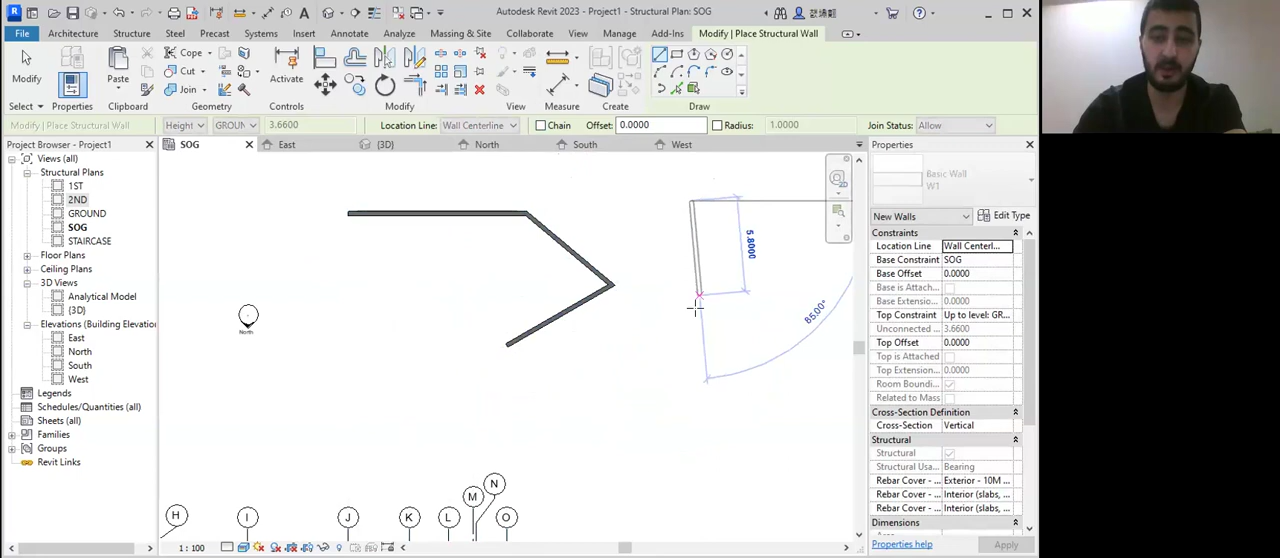 Autodesk Revit 2023 - Project1 - Structural Plan: SOG
File Architecture Structure Steel Precast Systems Insert Annotate Analyze Massing & Site Collaborate View Manage Add-Ins Modify | Place Structural Wall
Cope
Cut
Join
Modify Paste Activate
Select Properties Clipboard Geometry Controls Modify View Measure Create Draw
Modify | Place Structural Wall Height GROUN 3.6600 Location Line: Wall Centerline Chain Offset: 0.0000 Radius: 1.0000 Join Status: Allow
Project Browser - Project1
SOG East {3D} North South West
Properties
Views (all)
Structural Plans
1ST
2ND
GROUND
SOG
STAIRCASE
Floor Plans
Ceiling Plans
3D Views
Analytical Model
{3D}
Elevations (Building Elevation
East
North
South
West
Legends
Schedules/Quantities (all)
Sheets (all)
Families
Groups
Revit Links
North
5.8000
85.00°
H I J K L M N O
1 : 100
Basic Wall
W1
New Walls Edit Type
Constraints
Location Line Wall Centerl...
Base Constraint SOG
Base Offset 0.0000
Base is Attach...
Base Extensio... 0.0000
Top Constraint Up to level: GR...
Unconnected ... 3.6600
Top Offset 0.0000
Top is Attached
Top Extension... 0.0000
Room Boundi...
Related to Mass
Cross-Section Definition
Cross-Section Vertical
Structural
Structural
Structural Usa... Bearing
Rebar Cover - ... Exterior - 10M ...
Rebar Cover - ... Interior (slabs, ...
Rebar Cover - ... Interior (slabs, ...
Dimensions
Properties help Apply